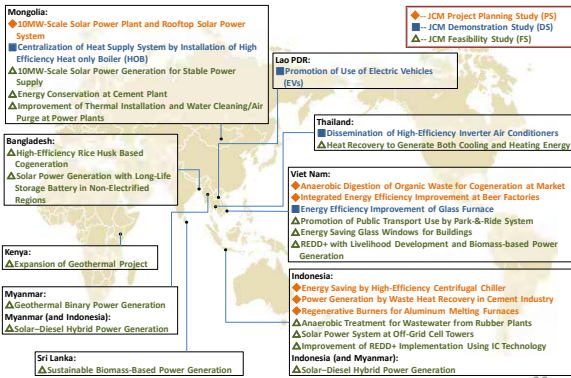 Mongolia:
◆10MW-Scale Solar Power Plant and Rooftop Solar Power
System
■Centralization of Heat Supply System by Installation of High
Efficiency Heat only Boiler (HOB)
△10MW-Scale Solar Power Generation for Stable Power
Supply
△Energy Conservation at Cement Plant
△Improvement of Thermal Installation and Water Cleaning/Air
Purge at Power Plants
◆-- JCM Project Planning Study (PS)
■-- JCM Demonstration Study (DS)
△-- JCM Feasibility Study (FS)
Lao PDR:
■Promotion of Use of Electric Vehicles
(EVs)
Thailand:
■Dissemination of High-Efficiency Inverter Air Conditioners
△Heat Recovery to Generate Both Cooling and Heating Energy
Bangladesh:
△High-Efficiency Rice Husk Based
Cogeneration
△Solar Power Generation with Long-Life
Storage Battery in Non-Electrified
Regions
Viet Nam:
◆Anaerobic Digestion of Organic Waste for Cogeneration at Market
◆Integrated Energy Efficiency Improvement at Beer Factories
■Energy Efficiency Improvement of Glass Furnace
△Promotion of Public Transport Use by Park-&-Ride System
△Energy Saving Glass Windows for Buildings
△REDD+ with Livelihood Development and Biomass-based Power
Generation
Kenya:
△Expansion of Geothermal Project
Myanmar:
△Geothermal Binary Power Generation
Myanmar (and Indonesia):
△Solar–Diesel Hybrid Power Generation
Indonesia:
◆Energy Saving by High-Efficiency Centrifugal Chiller
◆Power Generation by Waste Heat Recovery in Cement Industry
◆Regenerative Burners for Aluminum Melting Furnaces
△Anaerobic Treatment for Wastewater from Rubber Plants
△Solar Power System at Off-Grid Cell Towers
△Improvement of REDD+ Implementation Using IC Technology
Indonesia (and Myanmar):
△Solar–Diesel Hybrid Power Generation
Sri Lanka:
△Sustainable Biomass-Based Power Generation